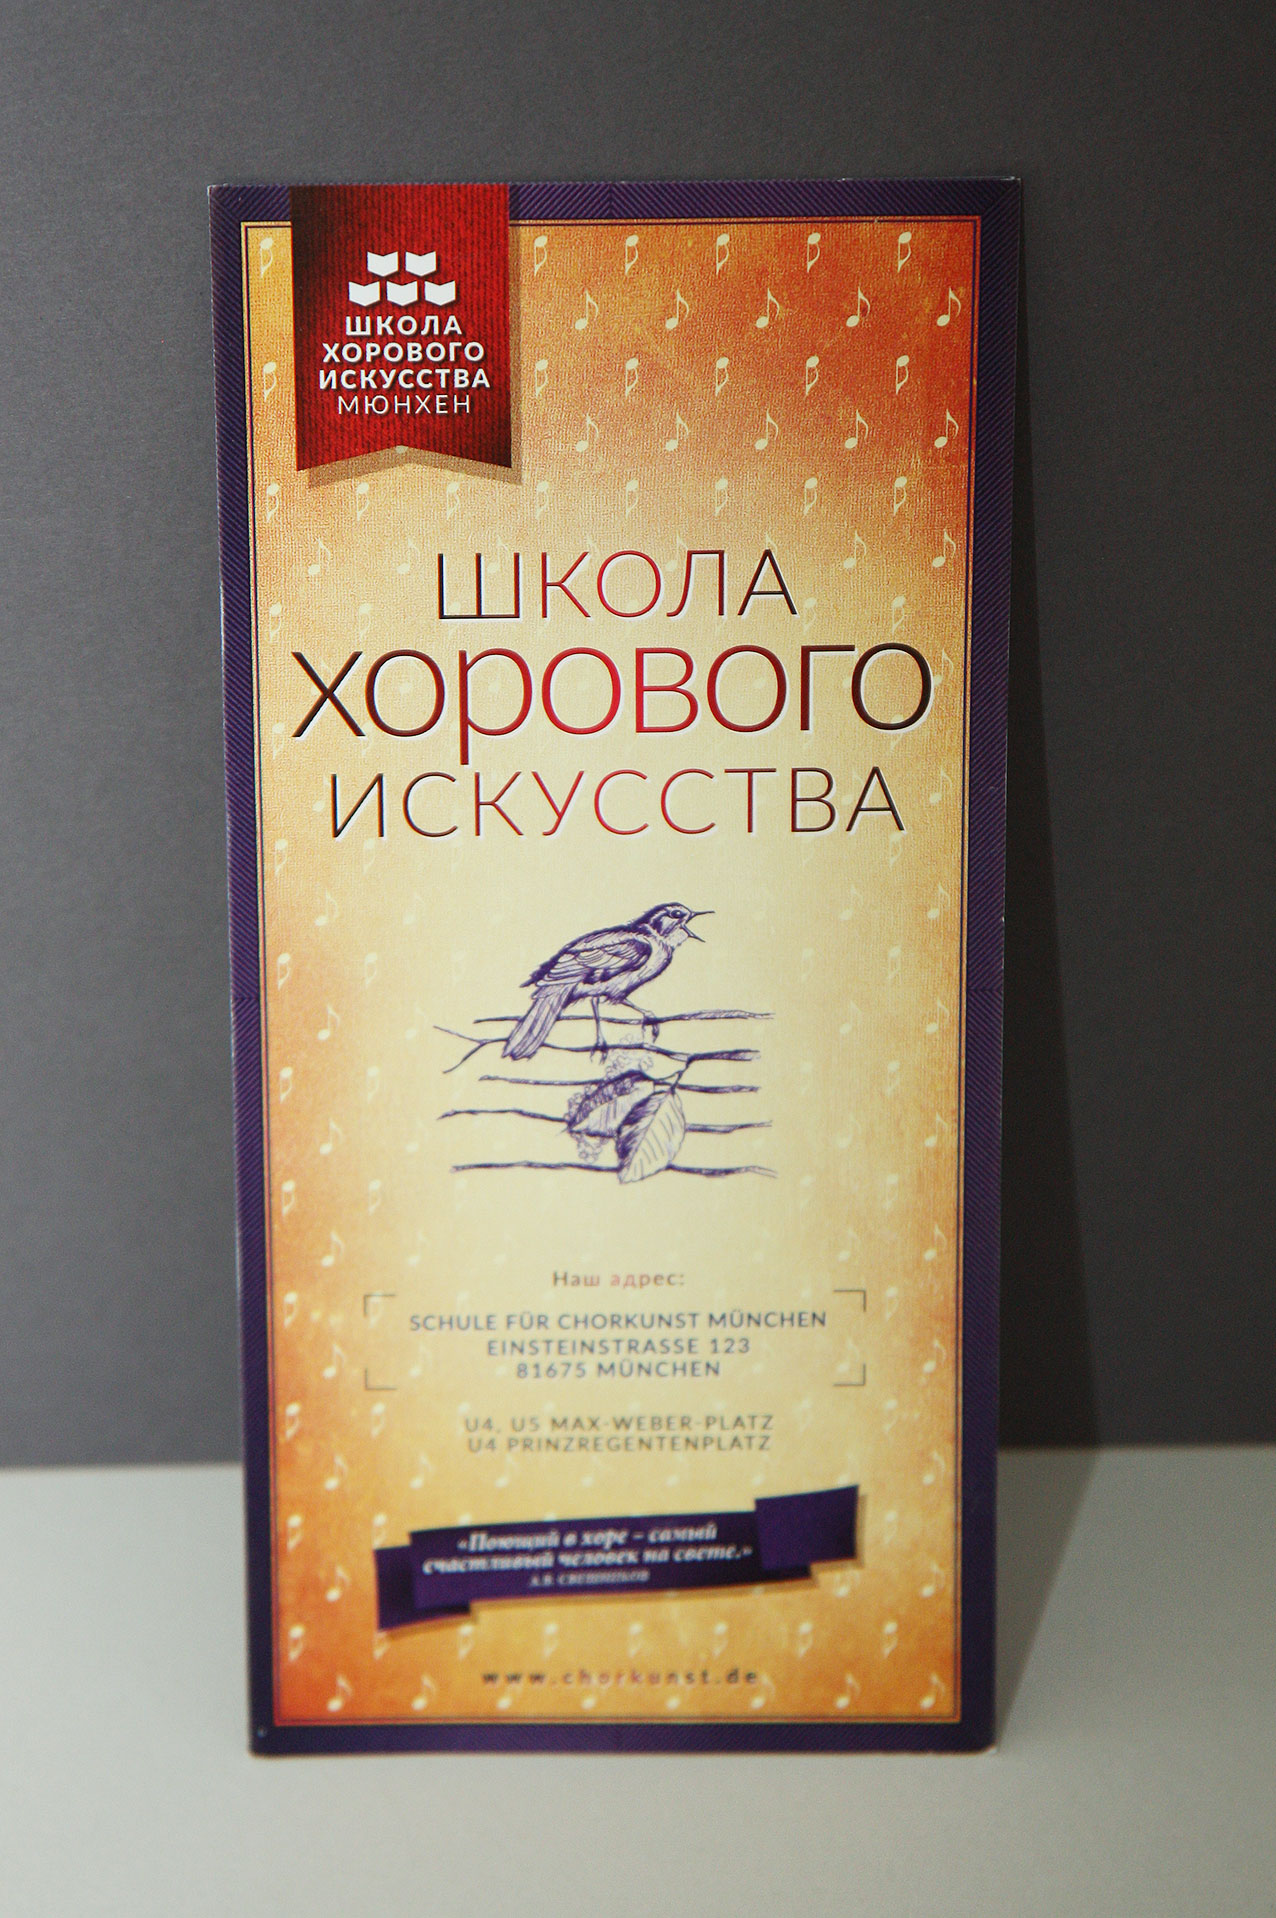 ШКОЛА
ХОРОВОГО
ИСКУССТВА
МЮНХЕН
ШКОЛА
ХОРОВОГО
ИСКУССТВА
Наш адрес:
SCHULE FÜR CHORKUNST MÜNCHEN
EINSTEINSTRASSE 123
81675 MÜNCHEN
U4, U5 MAX-WEBER-PLATZ
U4 PRINZREGENTENPLATZ
«Поющий в хоре – самый
счастливый человек на свете.»
А.В. СВЕШНИКОВ
www.chorkunst.de